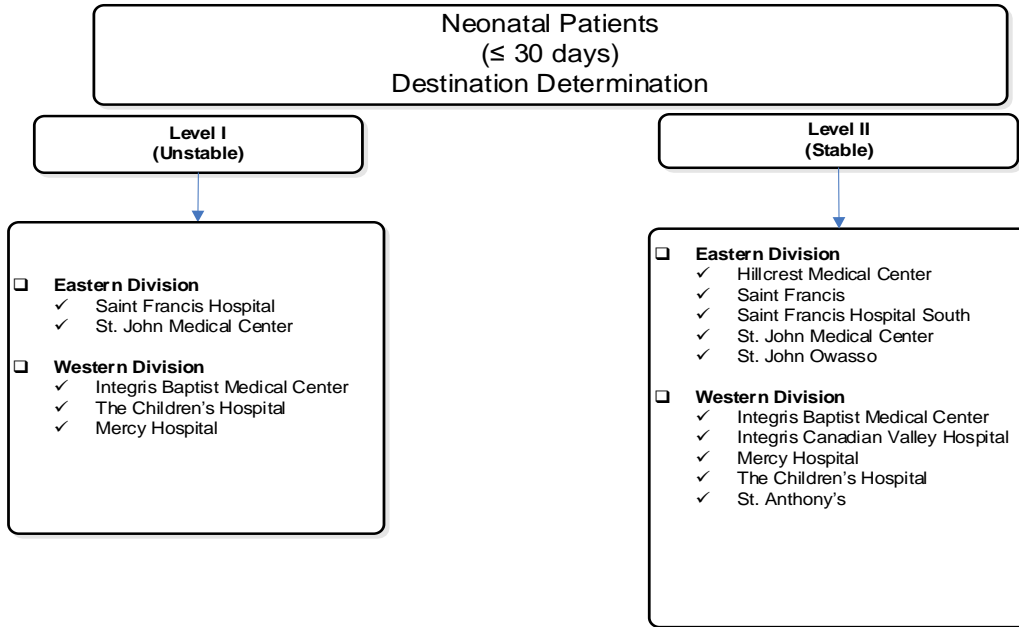 Neonatal Patients
(≤ 30 days)
Destination Determination
Level I
(Unstable)
❑ Eastern Division
✓ Saint Francis Hospital
✓ St. John Medical Center
❑ Western Division
✓ Integris Baptist Medical Center
✓ The Children's Hospital
✓ Mercy Hospital
Level II
(Stable)
❑ Eastern Division
✓ Hillcrest Medical Center
✓ Saint Francis
✓ Saint Francis Hospital South
✓ St. John Medical Center
✓ St. John Owasso
❑ Western Division
✓ Integris Baptist Medical Center
✓ Integris Canadian Valley Hospital
✓ Mercy Hospital
✓ The Children's Hospital
✓ St. Anthony's